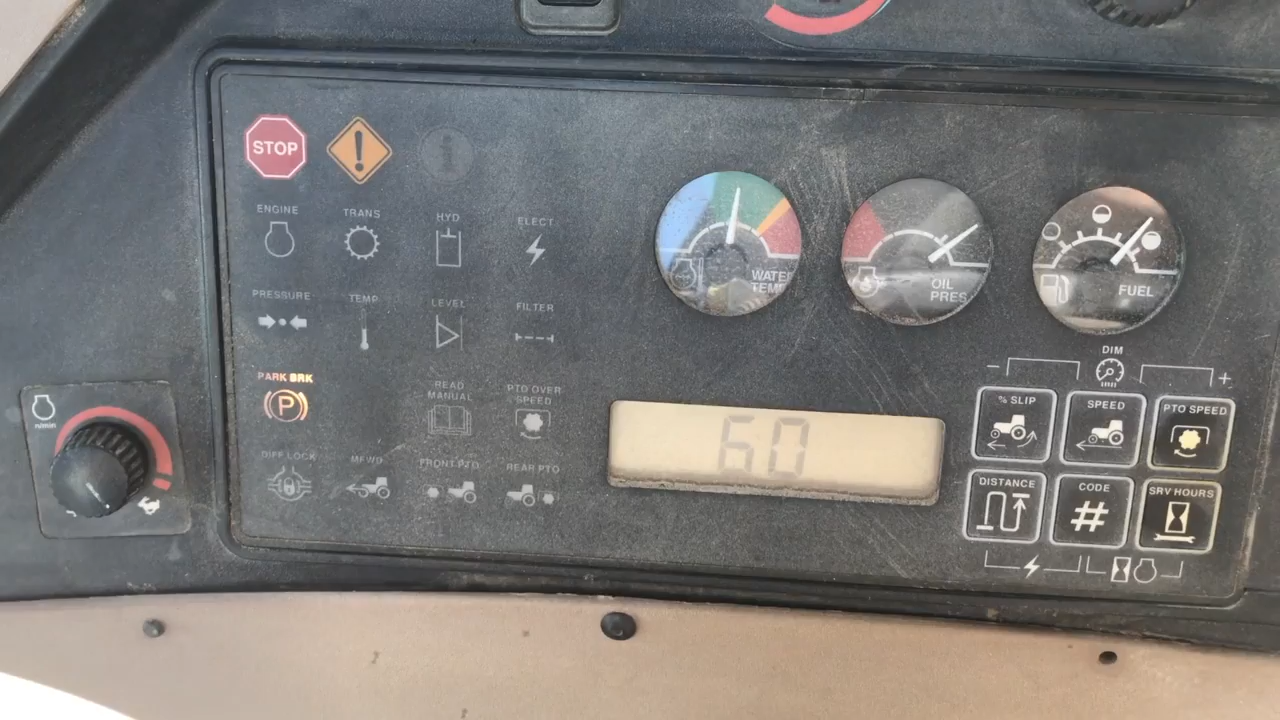 STOP
!
i
ENGINE
TRANS
HYD
ELECT
PRESSURE
TEMP
LEVEL
FILTER
PARK BRK
P
READ
MANUAL
PTO OVER
SPEED
DIFF LOCK
MFWD
FRONT PTO
REAR PTO
n/min
WATER
TEMP
OIL
PRES
FUEL
60
DIM
- +
% SLIP
SPEED
PTO SPEED
DISTANCE
CODE
#
SRV HOURS